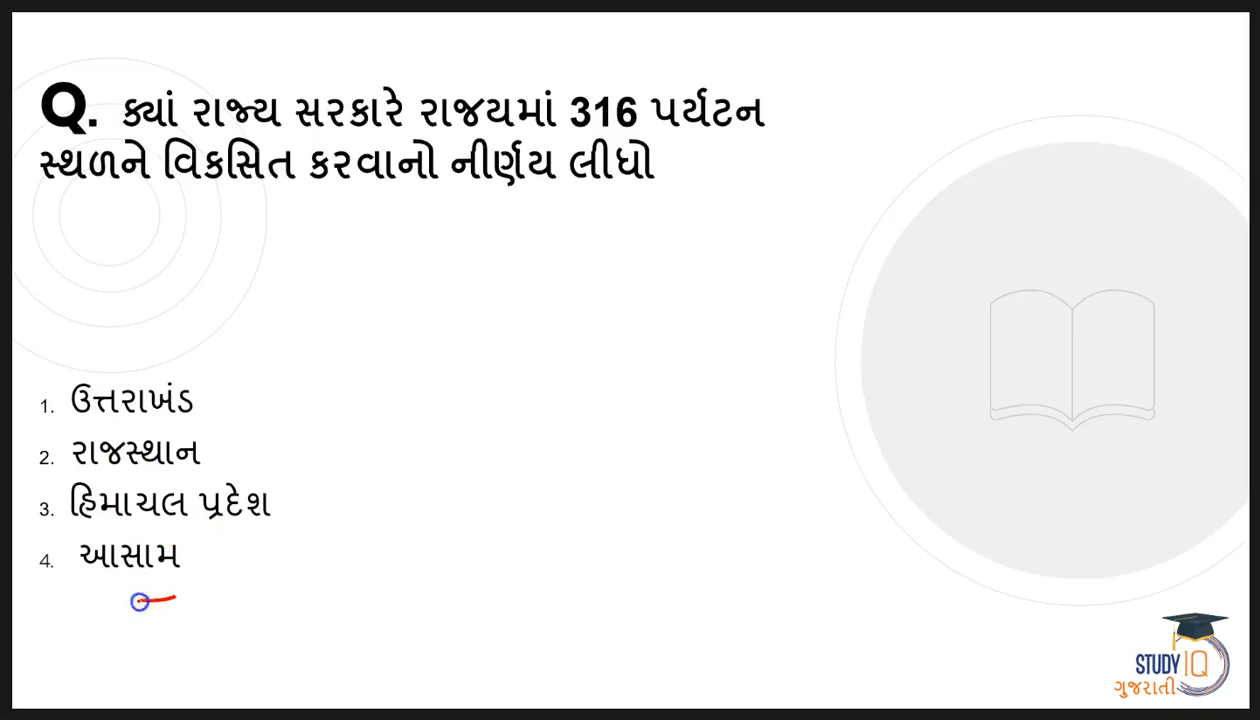 Q. ક્યાં રાજ્ય સરકારે રાજયમાં 316 પર્યટન
સ્થળને વિકસિત કરવાનો નીર્ણય લીધો
1. ઉત્તરાખંડ
2. રાજસ્થાન
3. હિમાચલ પ્રદેશ
4. આસામ
STUDY IQ
ગુજરાતી